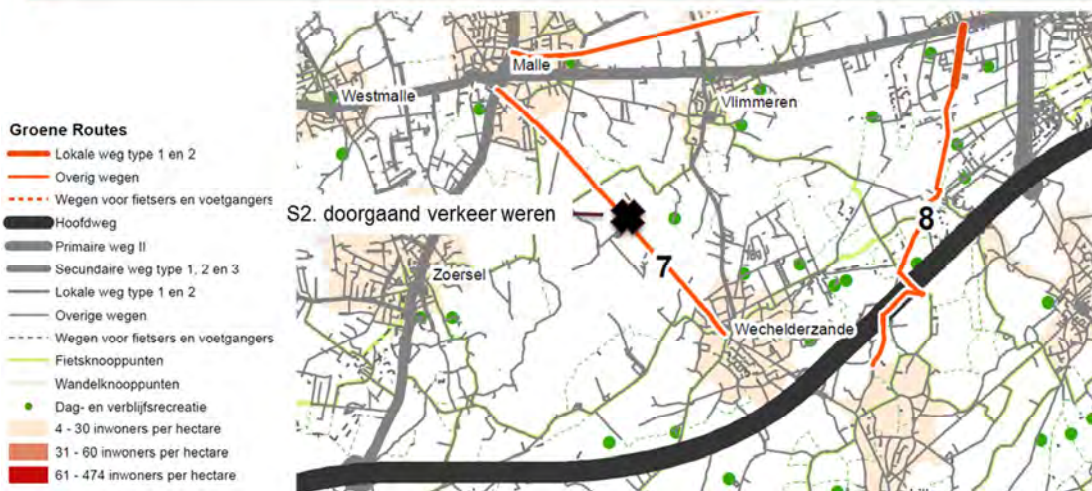 Groene Routes
Lokale weg type 1 en 2
Overig wegen
Wegen voor fietsers en voetgangers
Hoofdweg
Primaire weg II
Secundaire weg type 1, 2 en 3
Lokale weg type 1 en 2
Overige wegen
Wegen voor fietsers en voetgangers
Fietsknooppunten
Wandelknooppunten
Dag- en verblijfsrecreatie
4 - 30 inwoners per hectare
31 - 60 inwoners per hectare
61 - 474 inwoners per hectare
Malle
Westmalle
Vlimmeren
S2. doorgaand verkeer weren
8
7
Zoersel
Wechelderzande